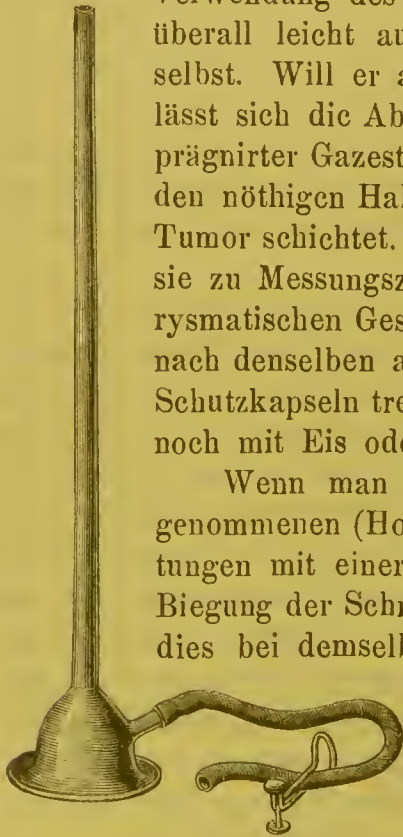 überall leicht au
selbst. Will er a
lässt sich die Ab
prägnirter Gazest
den nöthigen Hal
Tumor schichtet.
sie zu Messungsz
rysmatischen Ges
nach denselben a
Schutzkapseln tre
noch mit Eis ode
Wenn man
genommenen (Ho
tungen mit einer
Biegung der Schr
dies bei demselb